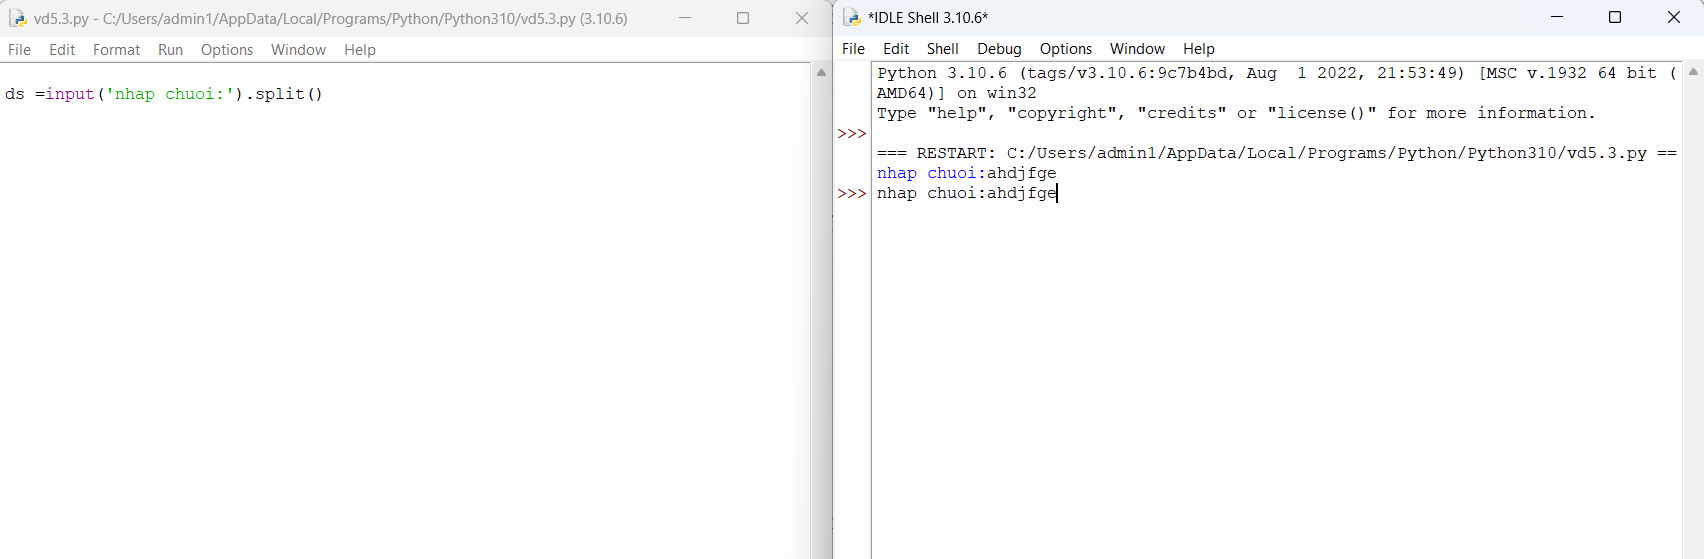 vd5.3.py - C:/Users/admin1/AppData/Local/Programs/Python/Python310/vd5.3.py (3.10.6)
File Edit Format Run Options Window Help
ds =input('nhap chuoi:').split()
*IDLE Shell 3.10.6*
File Edit Shell Debug Options Window Help
Python 3.10.6 (tags/v3.10.6:9c7b4bd, Aug  1 2022, 21:53:49) [MSC v.1932 64 bit (
AMD64)] on win32
Type "help", "copyright", "credits" or "license()" for more information.
>>>
=== RESTART: C:/Users/admin1/AppData/Local/Programs/Python/Python310/vd5.3.py ==
nhap chuoi:ahdjfge
>>> nhap chuoi:ahdjfge